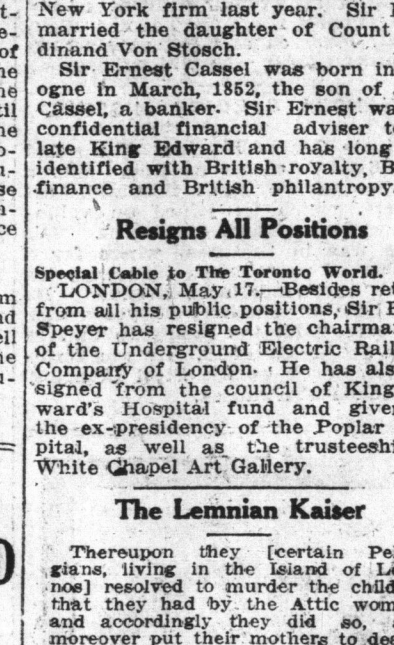 New York firm last year. Sir
married the daughter of Count
dinand Von Stosch.
Sir Ernest Cassel was born in
ogne in March, 1852, the son of
Cassel, a banker. Sir Ernest wa
confidential financial adviser t
late King Edward and has long
identified with British royalty, B
finance and British philantropy
Resigns All Positions
Special Cable to The Toronto World.
LONDON, May 17.—Besides ret
from all his public positions, Sir E
Speyer has resigned the chairma
of the Underground Electric Rail
Company of London. He has als
signed from the council of King
ward's Hospital fund and give
the ex-presidency of the Poplar
pital, as well as the trusteeshi
White Chapel Art Gallery.
The Lemnian Kaiser
Thereupon they [certain Pe
gians, living in the Island of Le
nos] resolved to murder the child
that they had by the Attic wom
and accordingly they did so,
moreover put their mothers to dea